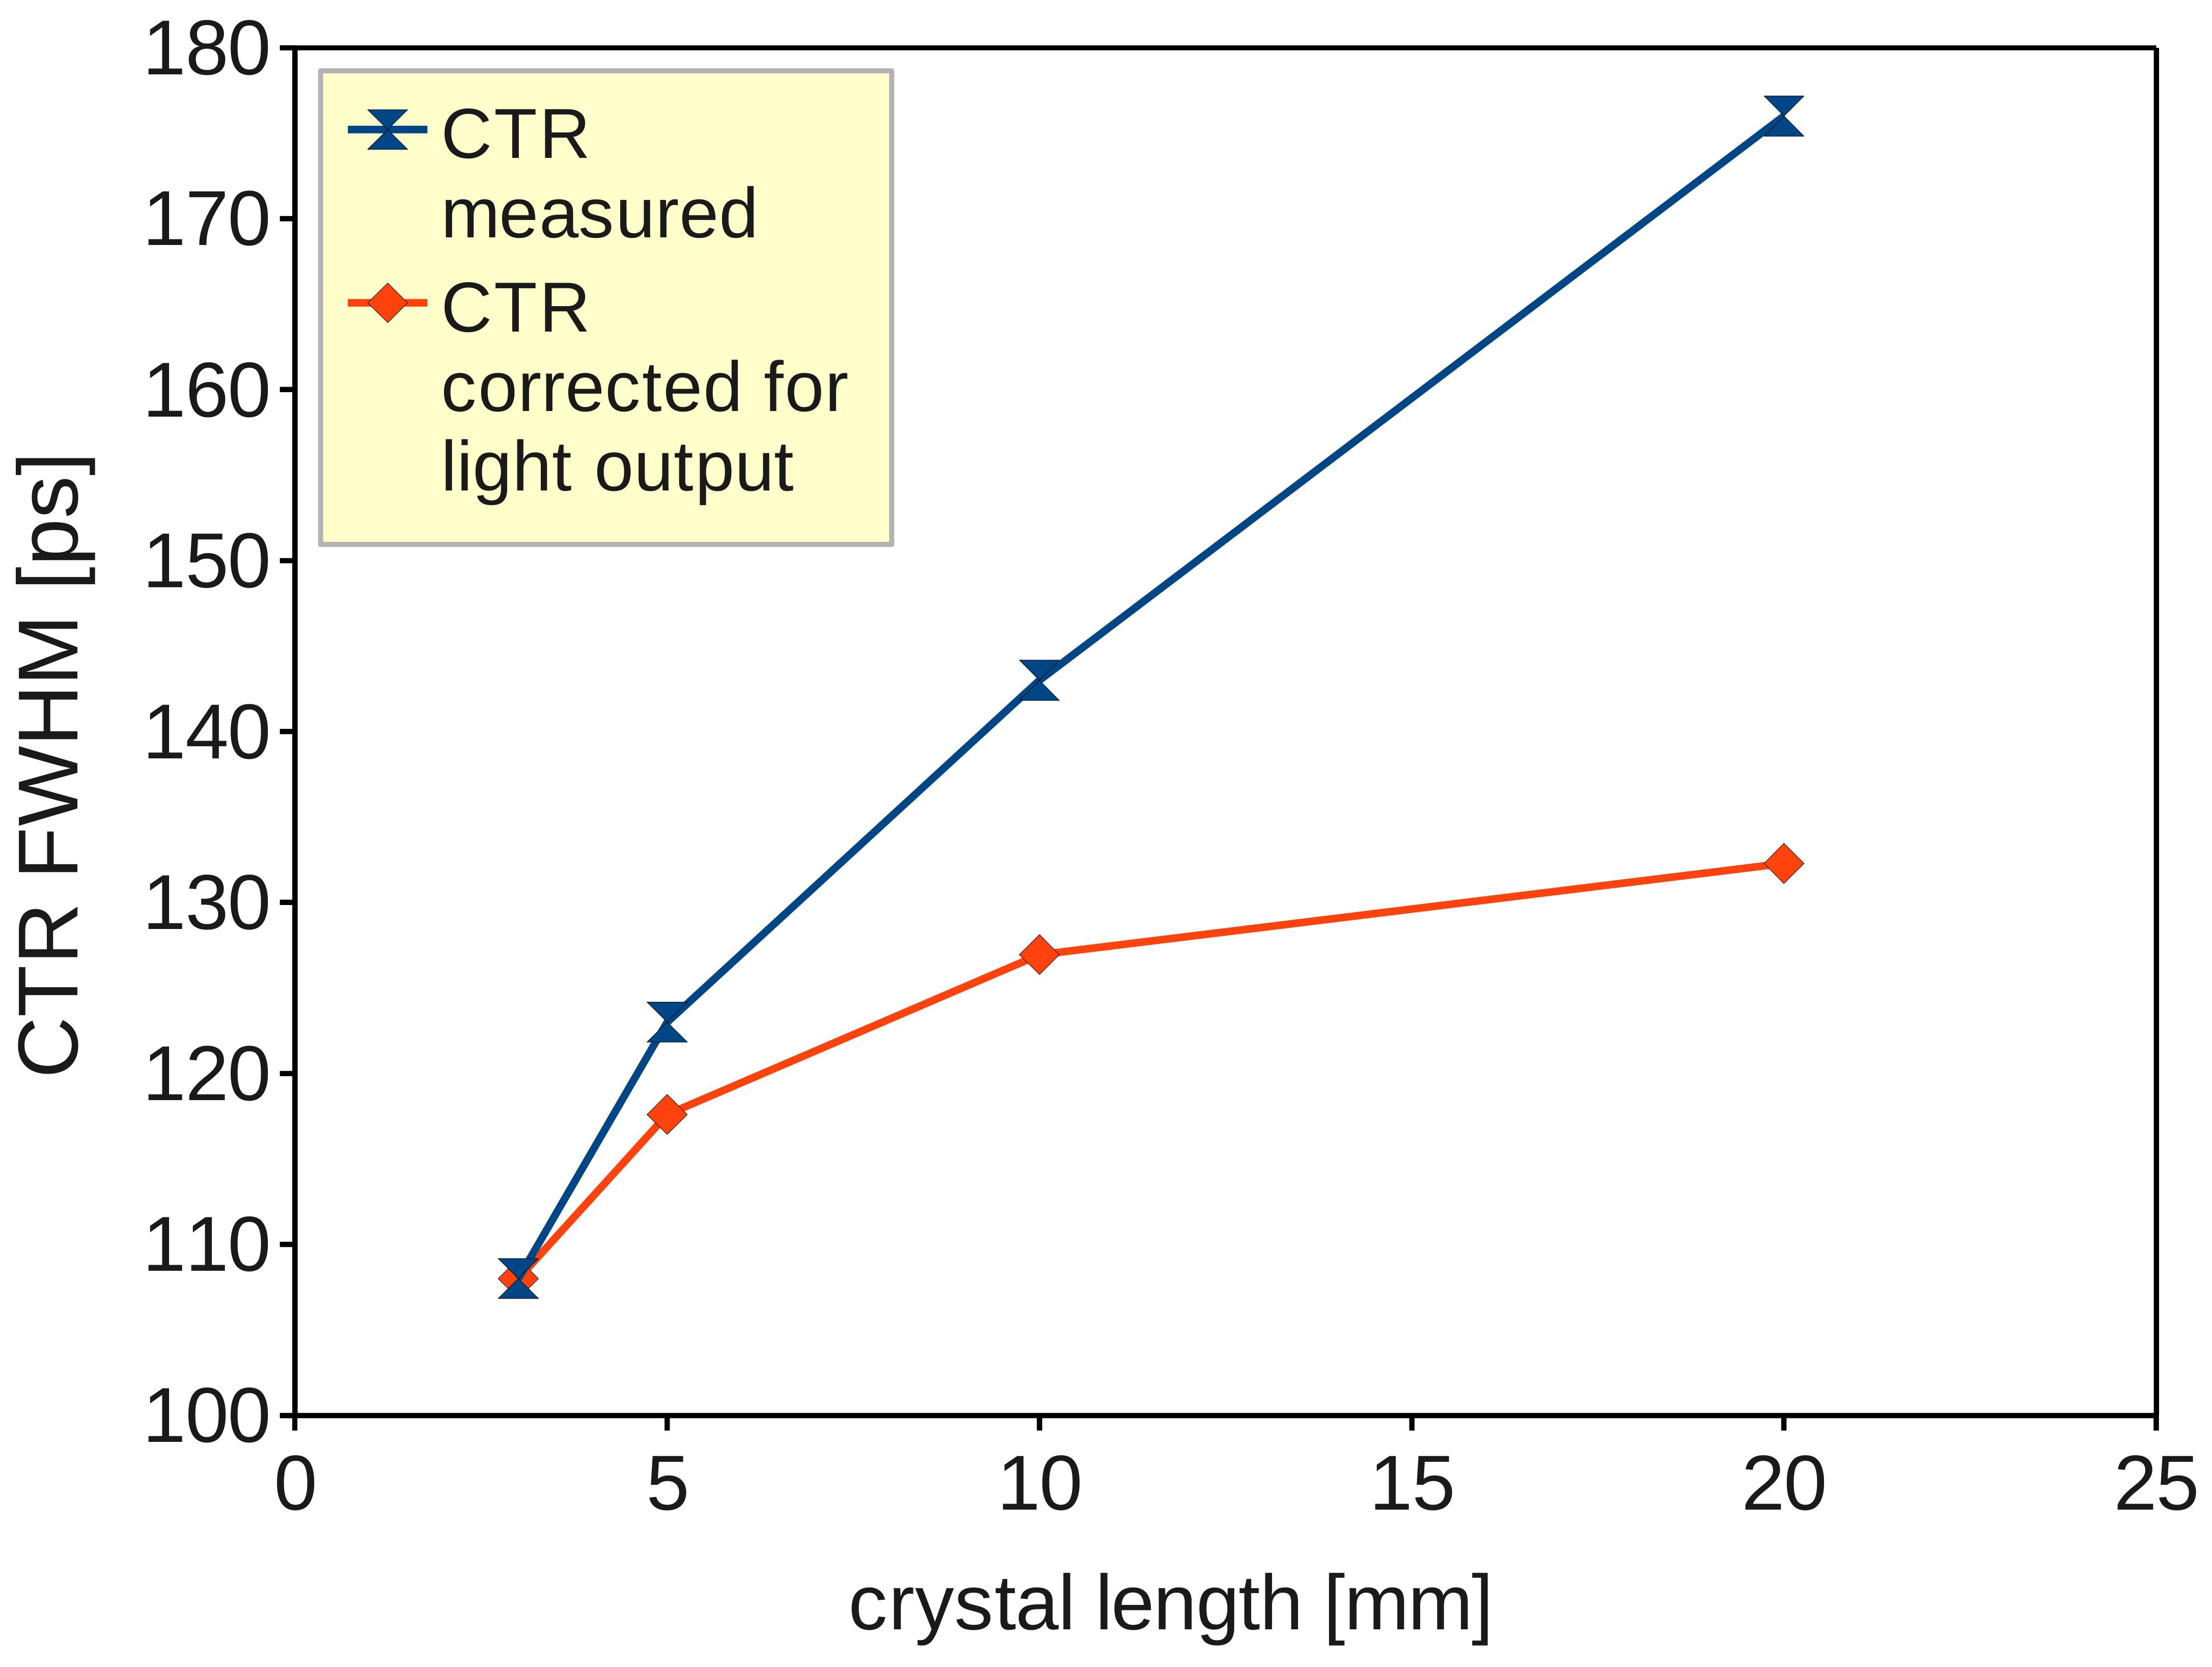 180
170
160
150
140
130
120
110
100
CTR FWHM [ps]
CTR
measured
CTR
corrected for
light output
0 5 10 15 20 25
crystal length [mm]